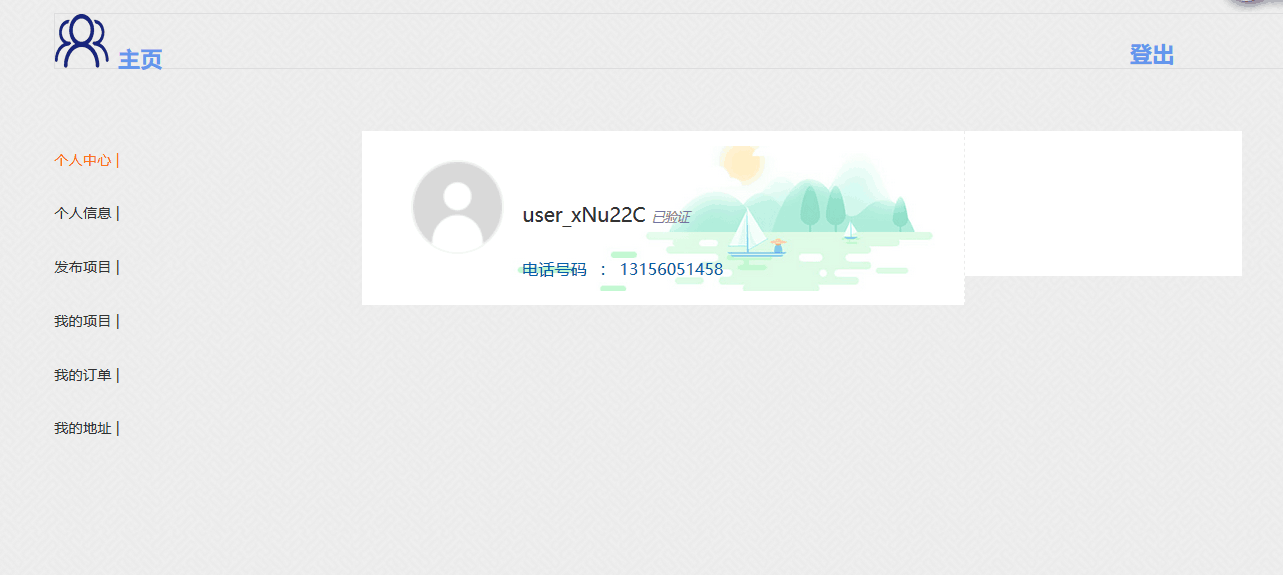 主页
登出
个人中心 |
个人信息 |
发布项目 |
我的项目 |
我的订单 |
我的地址 |
user_xNu22C 已验证
电话号码 : 13156051458